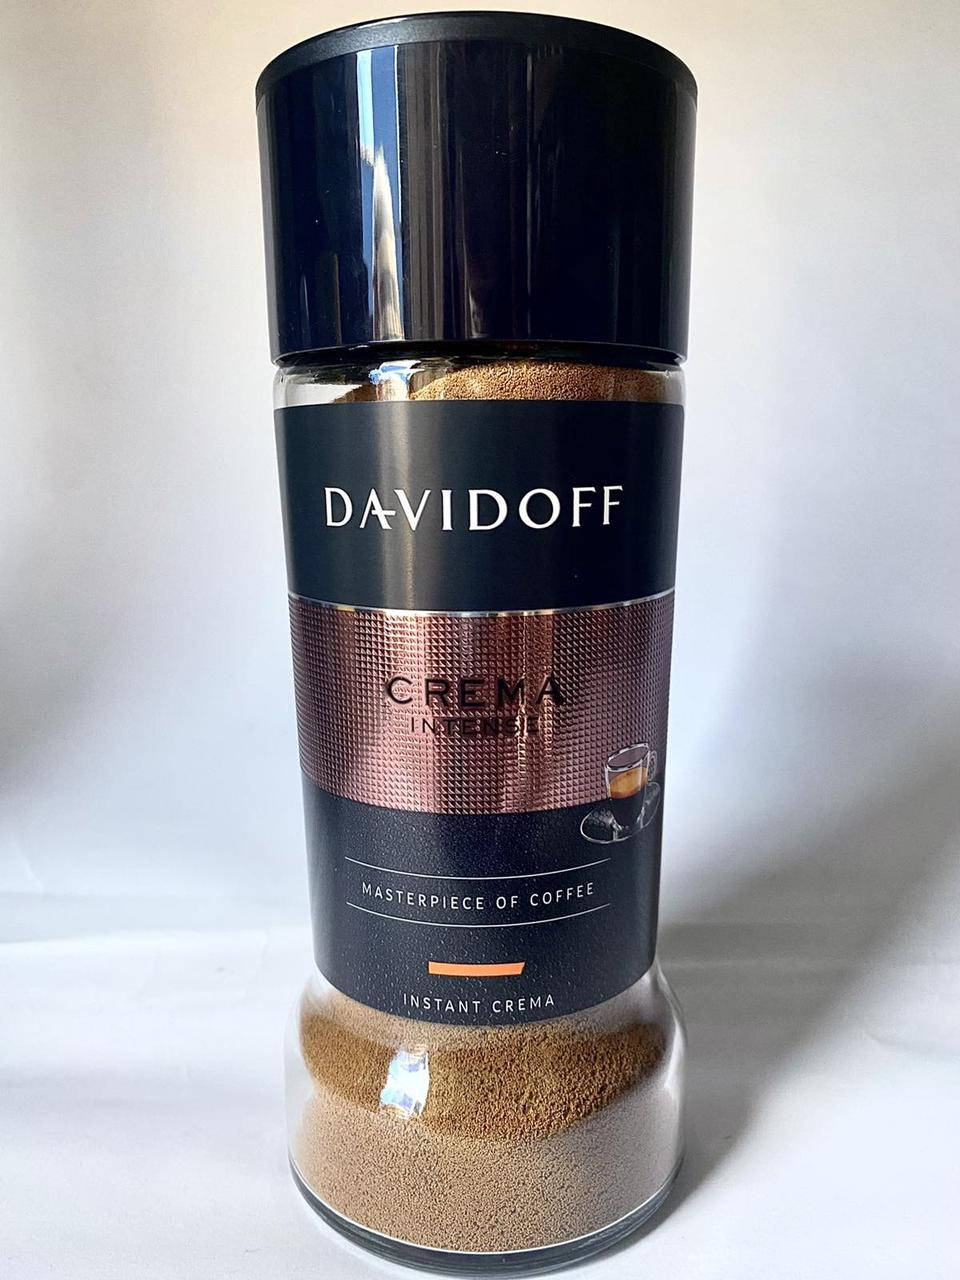 DAVIDOFF
CREMA
INTENSE
MASTERPIECE OF COFFEE
INSTANT CREMA